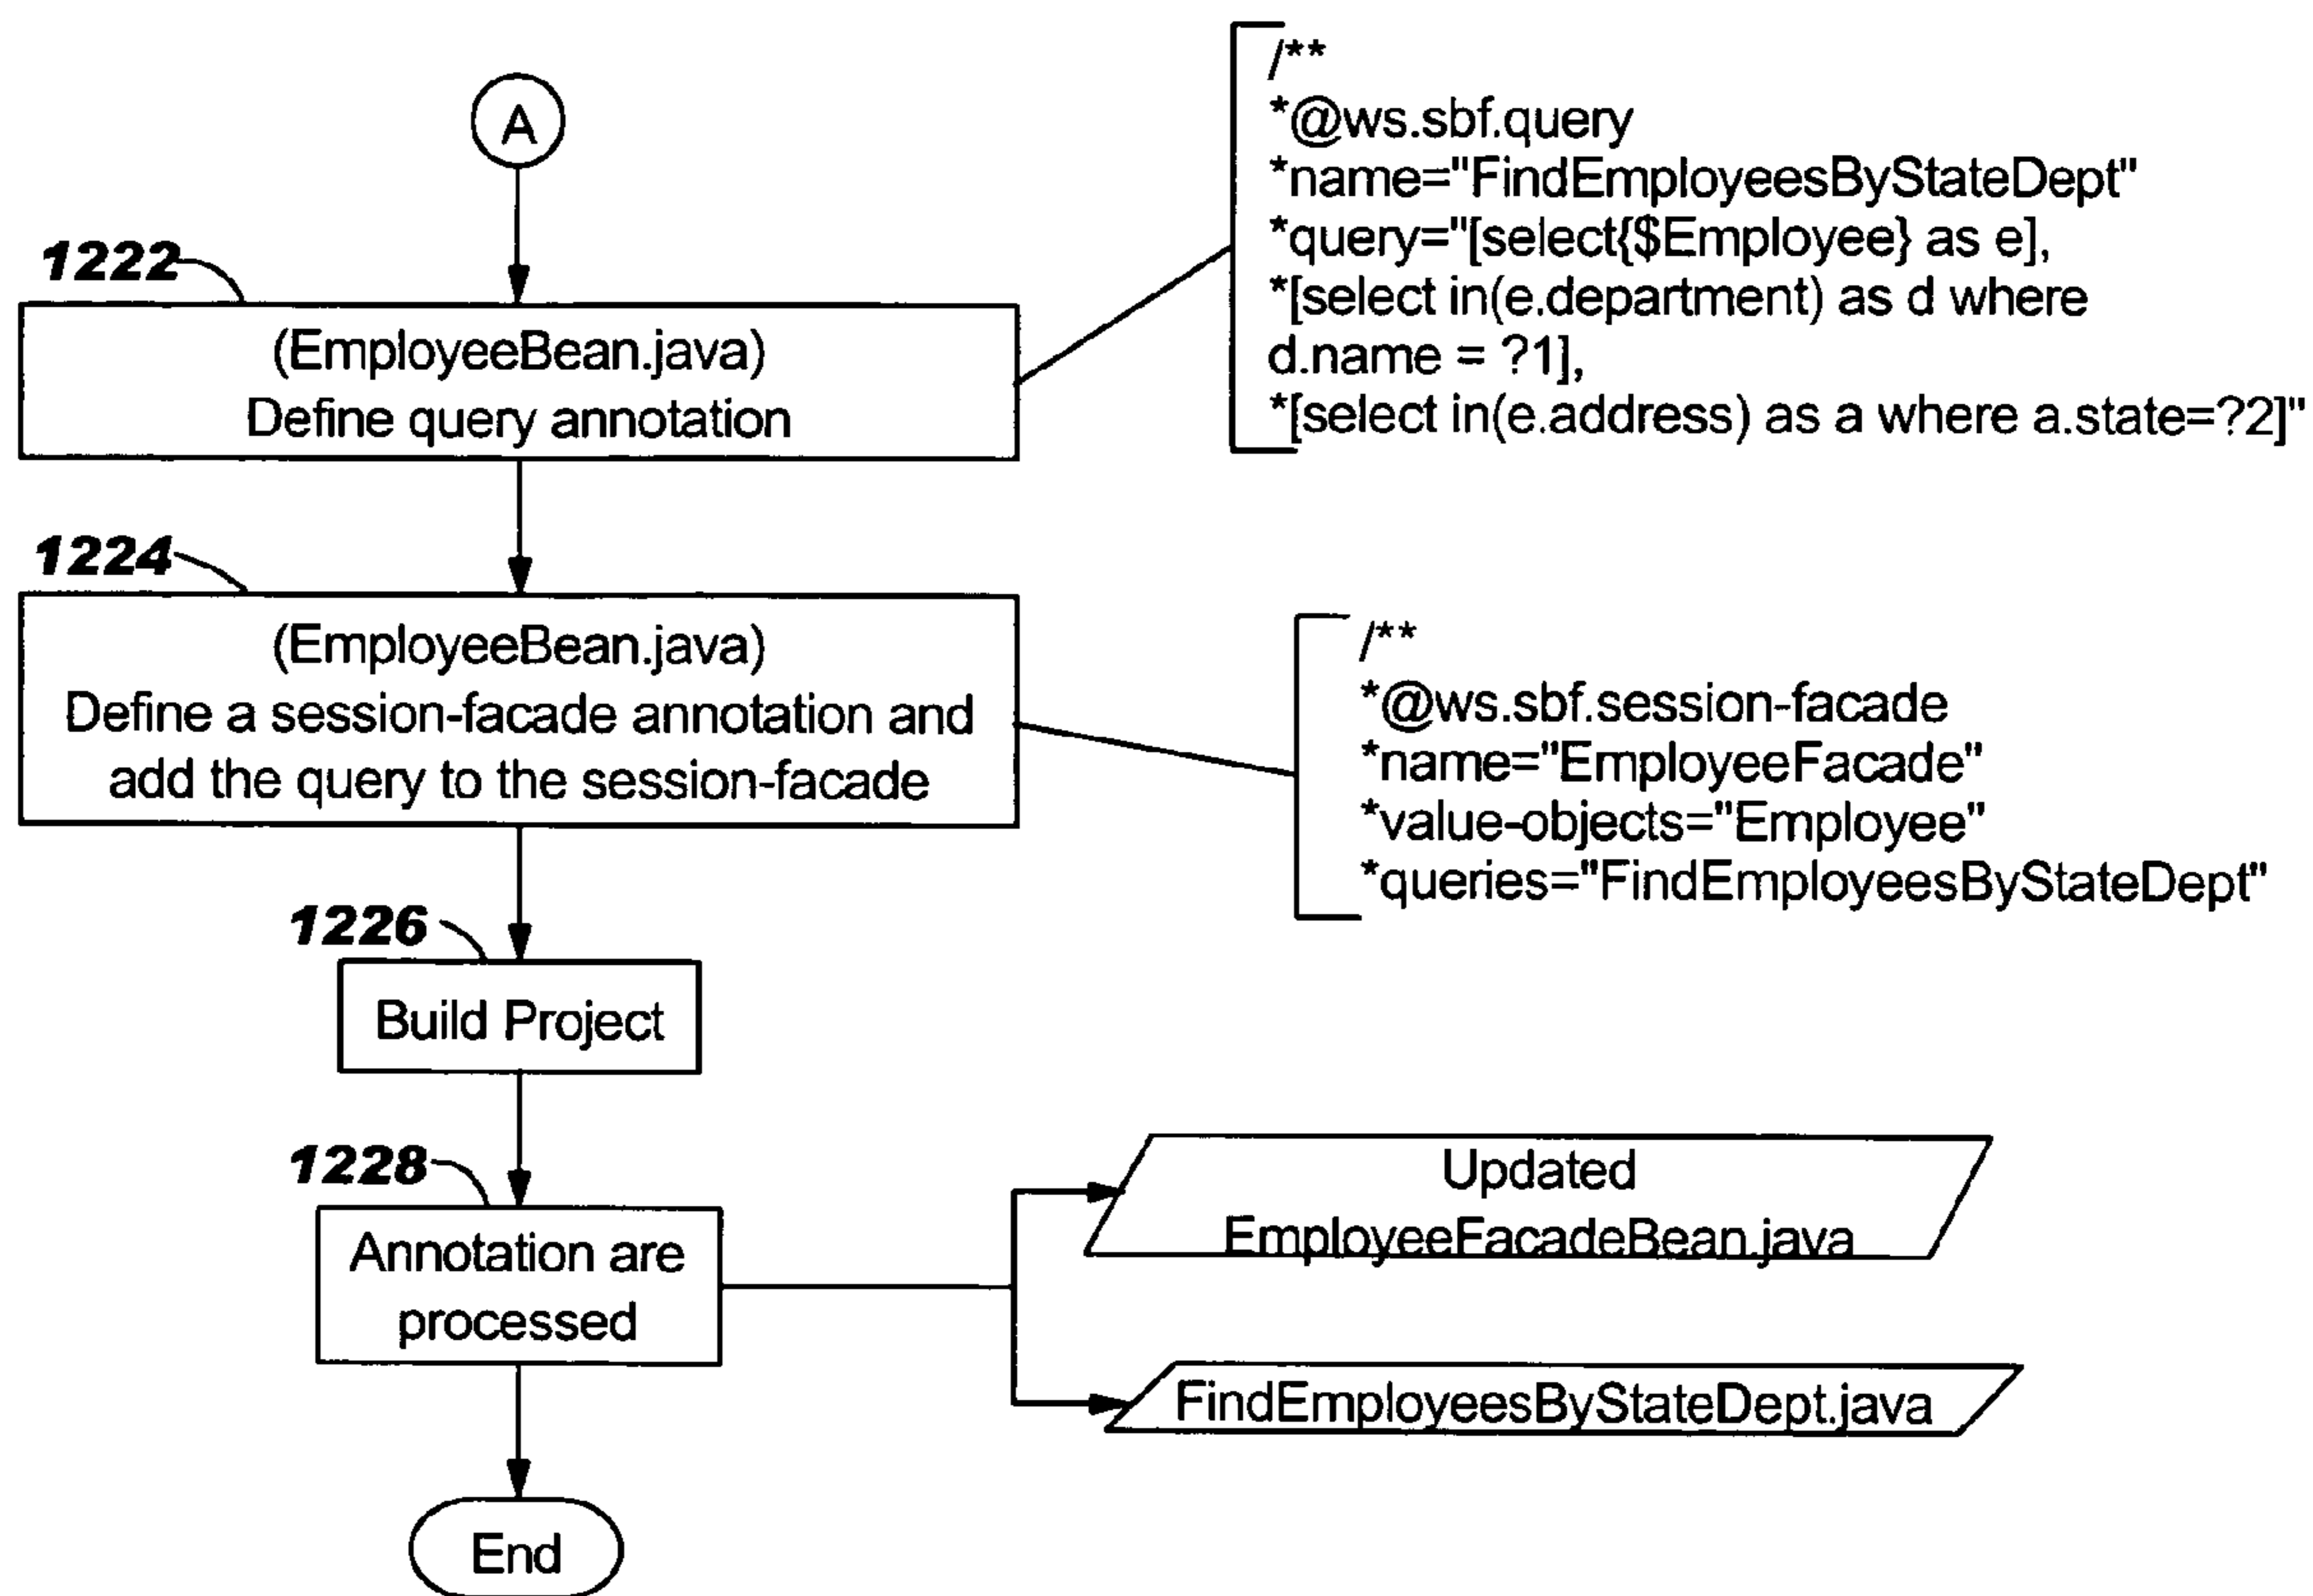 A
/**
*@ws.sbf.query
*name="FindEmployeesByStateDept"
*query="[select{$Employee} as e],
*[select in(e.department) as d where
d.name = ?1],
*[select in(e.address) as a where a.state=?2]"
1222
(EmployeeBean.java)
Define query annotation
1224
(EmployeeBean.java)
Define a session-facade annotation and
add the query to the session-facade
/**
*@ws.sbf.session-facade
*name="EmployeeFacade"
*value-objects="Employee"
*queries="FindEmployeesByStateDept"
1226
Build Project
1228
Annotation are
processed
Updated
EmployeeFacadeBean.java
FindEmployeesByStateDept.java
End